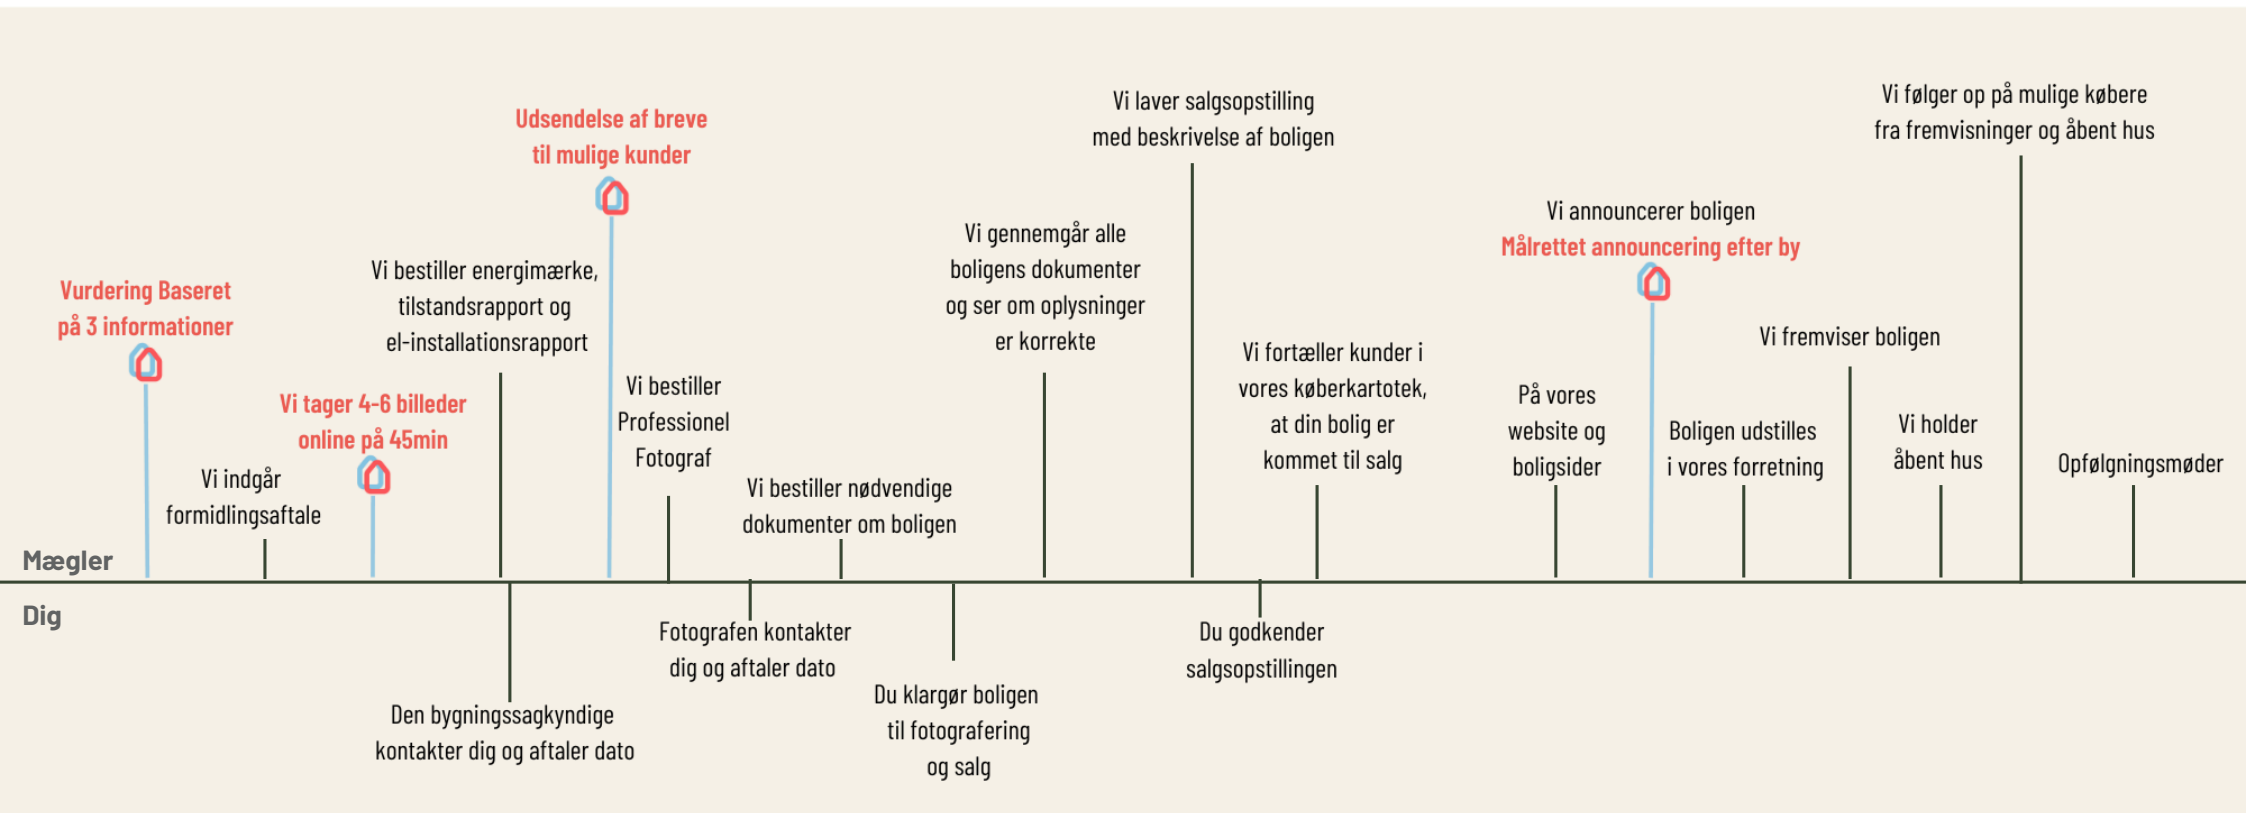 Vurdering Baseret
på 3 informationer
Vi indgår
formidlingsaftale
Vi tager 4-6 billeder
online på 45min
Vi bestiller energimærke,
tilstandsrapport og
el-installationsrapport
Udsendelse af breve
til mulige kunder
Vi bestiller
Professionel
Fotograf
Vi bestiller nødvendige
dokumenter om boligen
Vi gennemgår alle
boligens dokumenter
og ser om oplysninger
er korrekte
Vi laver salgsopstilling
med beskrivelse af boligen
Vi fortæller kunder i
vores køberkartotek,
at din bolig er
kommet til salg
På vores
website og
boligsider
Vi announcerer boligen
Målrettet announcering efter by
Boligen udstilles
i vores forretning
Vi fremviser boligen
Vi holder
åbent hus
Vi følger op på mulige købere
fra fremvisninger og åbent hus
Opfølgningsmøder
Mægler
Dig
Den bygningssagkyndige
kontakter dig og aftaler dato
Fotografen kontakter
dig og aftaler dato
Du klargør boligen
til fotografering
og salg
Du godkender
salgsopstillingen